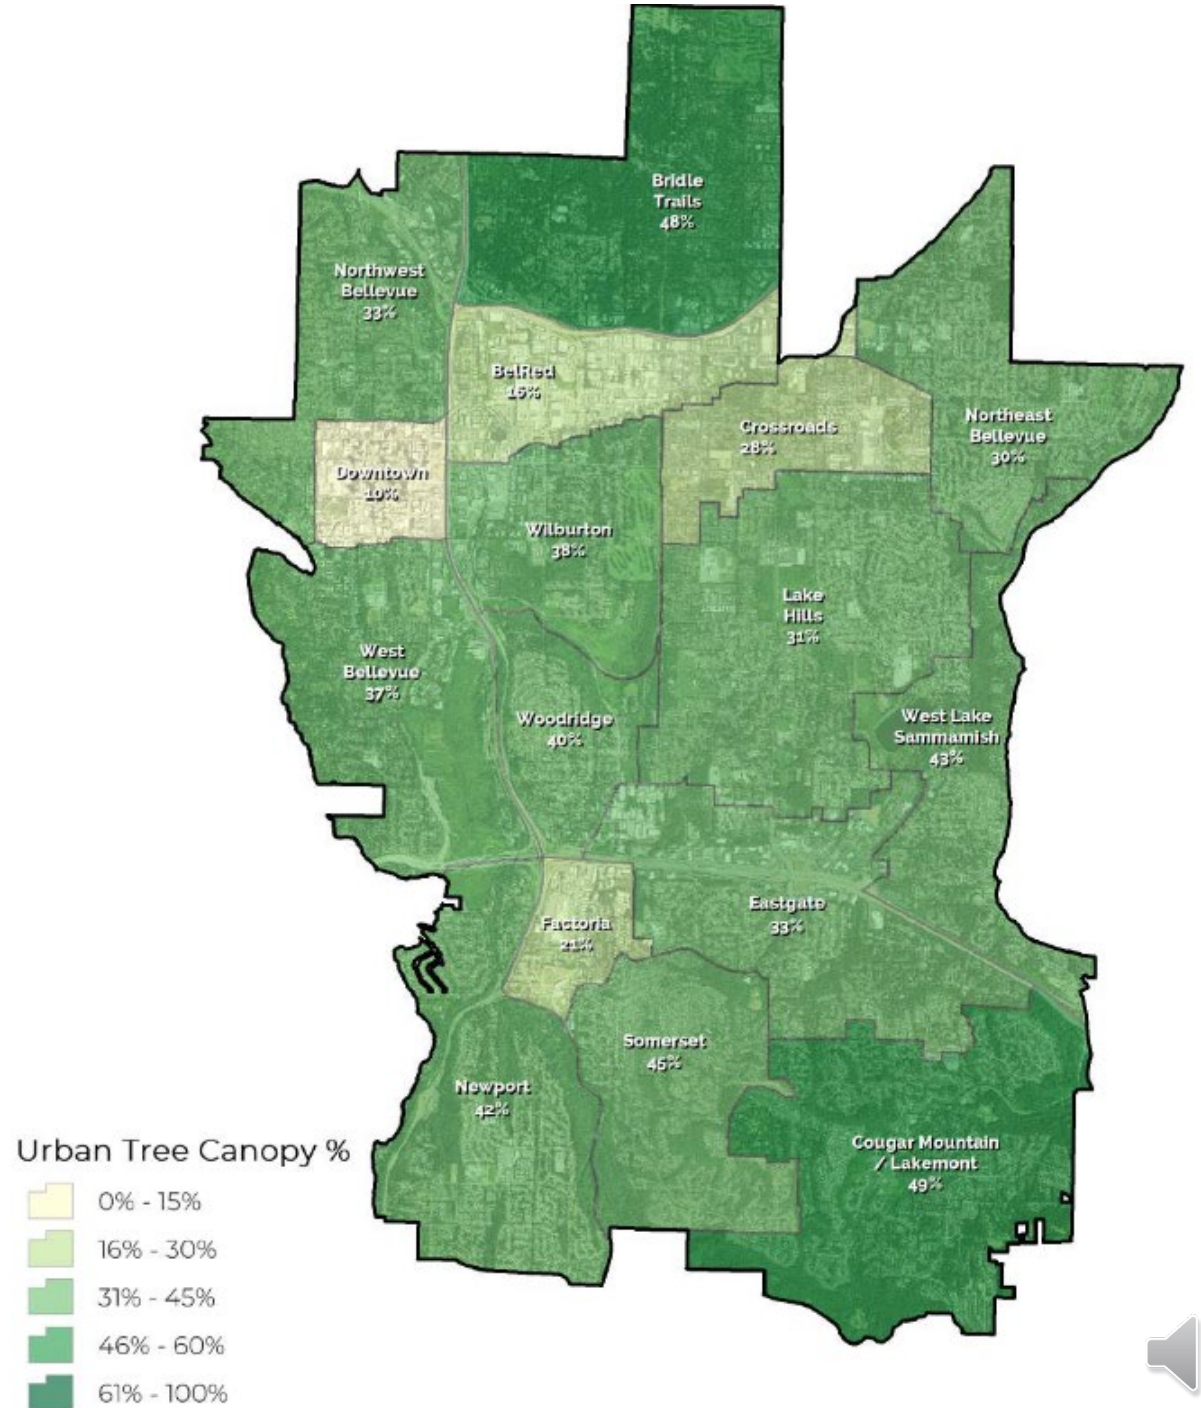 Bridle
Trails
48%
Northwest
Bellevue
33%
BelRed
16%
Crossroads
28%
Northeast
Bellevue
30%
Downtown
10%
Wilburton
38%
Lake
Hills
31%
West
Bellevue
37%
Woodridge
40%
West Lake
Sammamish
43%
Eastgate
33%
Factoria
21%
Somerset
45%
Newport
42%
Cougar Mountain
/ Lakemont
49%
Urban Tree Canopy %
0% - 15%
16% - 30%
31% - 45%
46% - 60%
61% - 100%